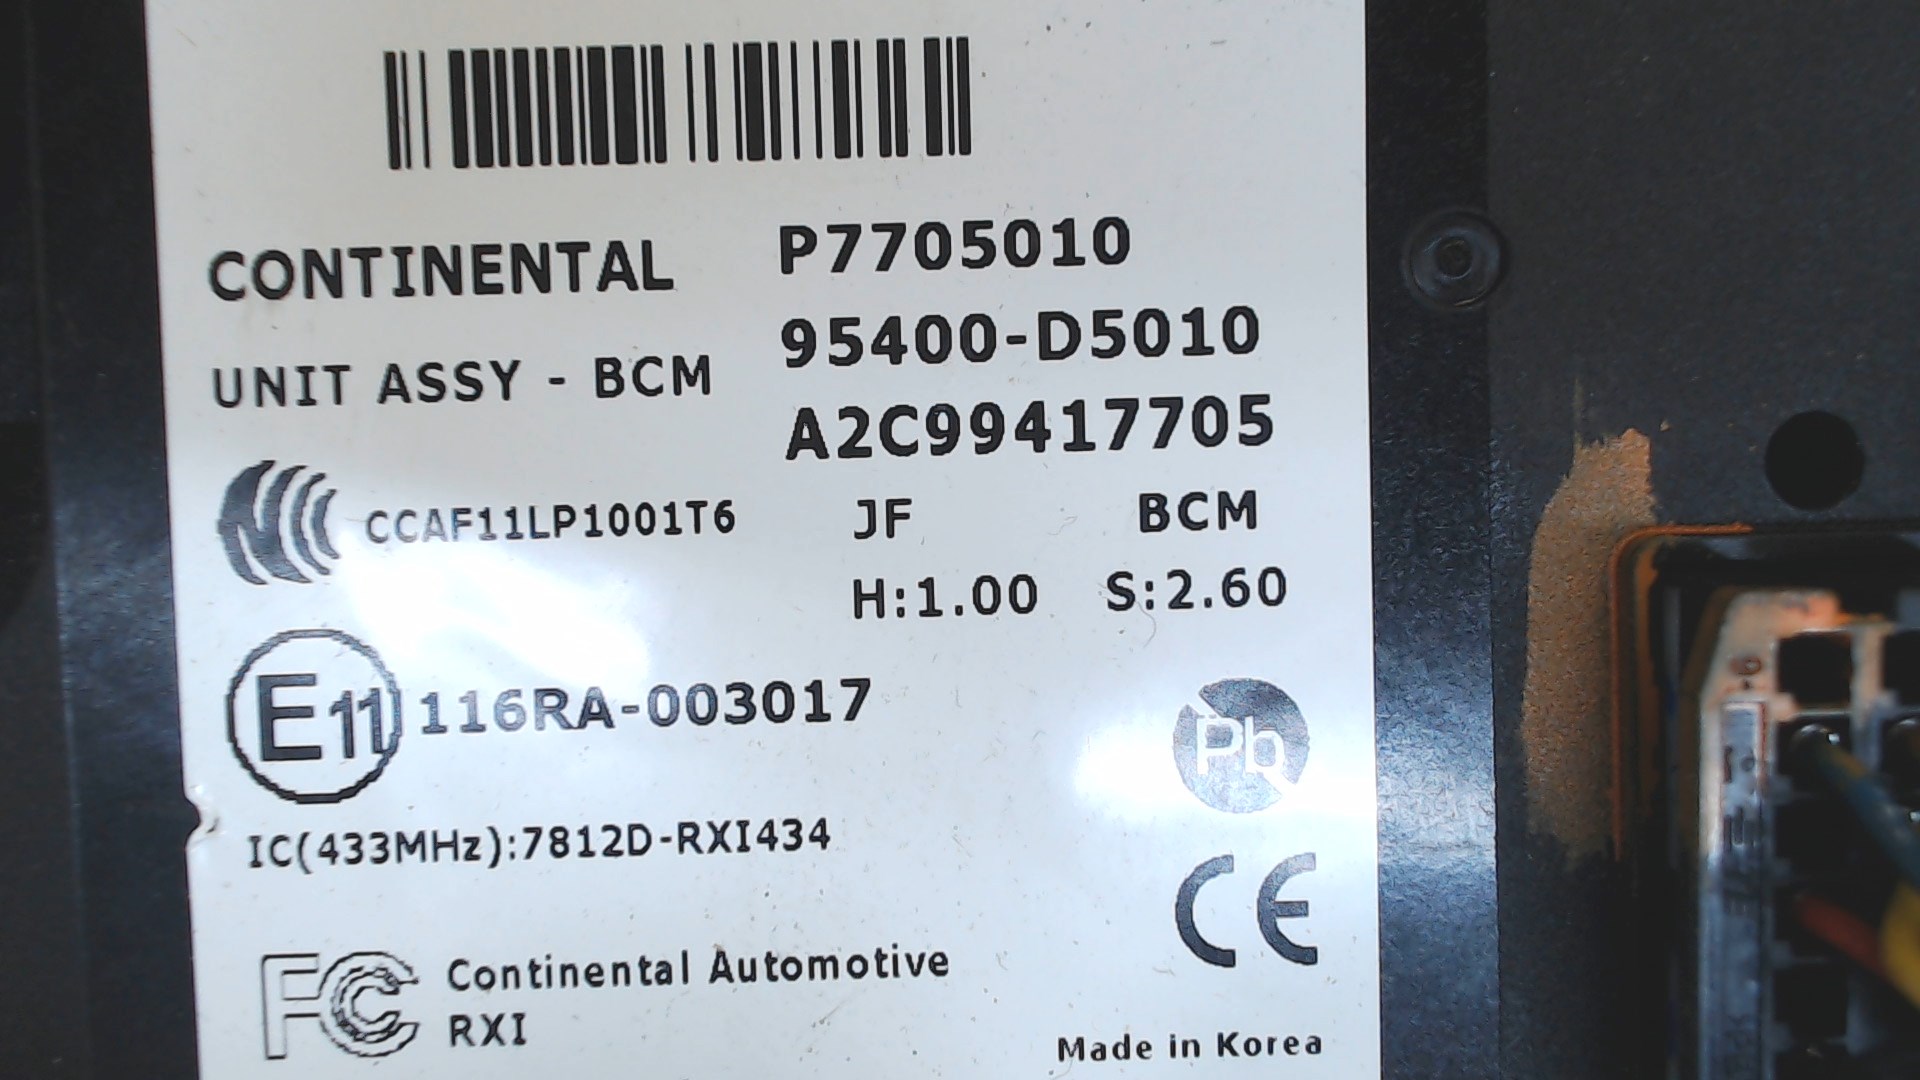 CONTINENTAL P7705010
95400-D5010
UNIT ASSY - BCM
A2C99417705
CCAF11LP1001T6 JF BCM
H:1.00 S:2.60
E11 116RA-003017
Pb
IC(433MHz):7812D-RXI434
CE
FC Continental Automotive
RXI
Made in Korea